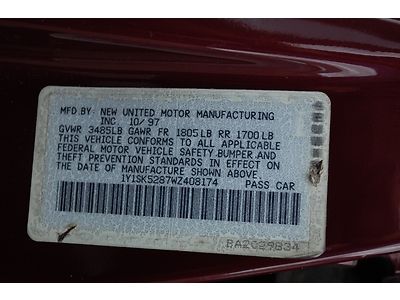 MFD BY: NEW UNITED MOTOR MANUFACTURING
INC 10/97
GVWR 3485LB GAWR FR 1805LB RR 1700LB
THIS VEHICLE CONFORMS TO ALL APPLICABLE
FEDERAL MOTOR VEHICLE SAFETY, BUMPER, AND
THEFT PREVENTION STANDARDS IN EFFECT ON
THE DATE OF MANUFACTURE SHOWN ABOVE.
1Y1SK5287WZ408174 PASS CAR
BA2C29834